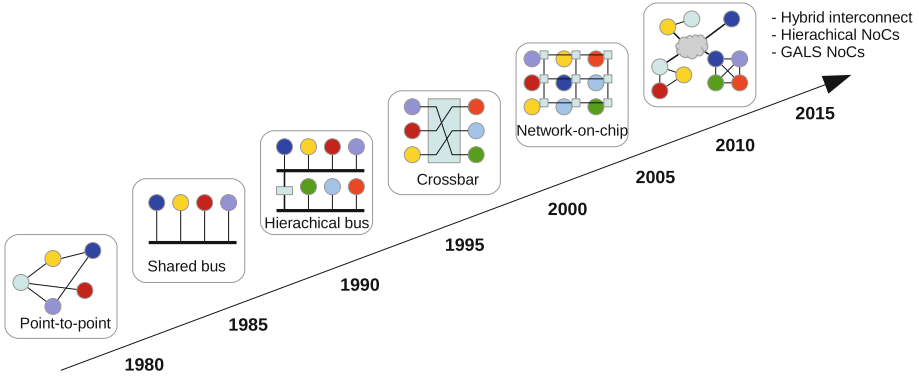 - Hybrid interconnect
- Hierachical NoCs
- GALS NoCs
Network-on-chip
Crossbar
Hierachical bus
Shared bus
Point-to-point
1980
1985
1990
1995
2000
2005
2010
2015